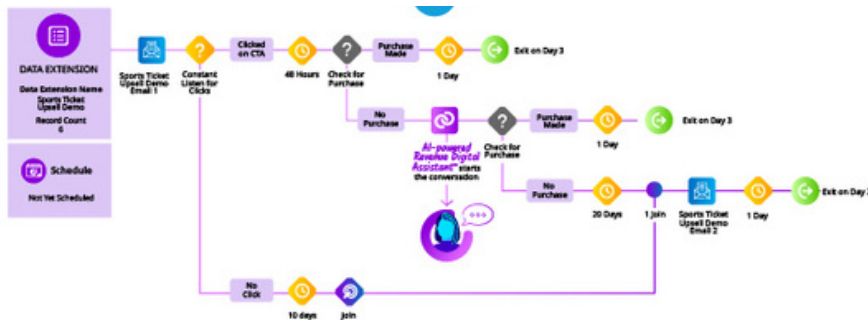 DATA EXTENSION
Data Extension Name
Sports Ticket
Upsell Demo
Record Count
6
Schedule
Not Yet Scheduled
Sports Ticket
Upsell Demo
Email 1
Constant
Listen for
Clicks
Clicked
on CTA
48 Hours
Check for
Purchase
Purchase
Made
1 Day
Exit on Day 3
No
Purchase
AI-powered
Revenue Digital
Assistant™ starts
the conversation
Check for
Purchase
Purchase
Made
1 Day
Exit on Day 3
No
Purchase
20 Days
1 Join
Sports Ticket
Upsell Demo
Email 2
1 Day
Exit on Day
No
Click
10 days
Join